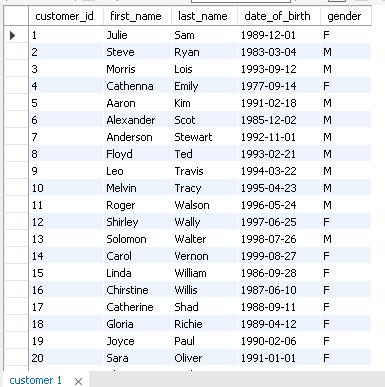 customer_id first_name last_name date_of_birth gender
1 Julie Sam 1989-12-01 F
2 Steve Ryan 1983-03-04 M
3 Morris Lois 1993-09-12 M
4 Cathenna Emily 1977-09-14 F
5 Aaron Kim 1991-02-18 M
6 Alexander Scot 1985-12-02 M
7 Anderson Stewart 1992-11-01 M
8 Floyd Ted 1993-02-21 M
9 Leo Travis 1994-03-22 M
10 Melvin Tracy 1995-04-23 M
11 Roger Walson 1996-05-24 M
12 Shirley Wally 1997-06-25 F
13 Solomon Walter 1998-07-26 M
14 Carol Vernon 1999-08-27 F
15 Linda William 1986-09-28 F
16 Chirstine Willis 1987-06-10 F
17 Catherine Shad 1988-09-11 F
18 Gloria Richie 1989-04-12 F
19 Joyce Paul 1990-02-06 F
20 Sara Oliver 1991-01-01 F
customer 1